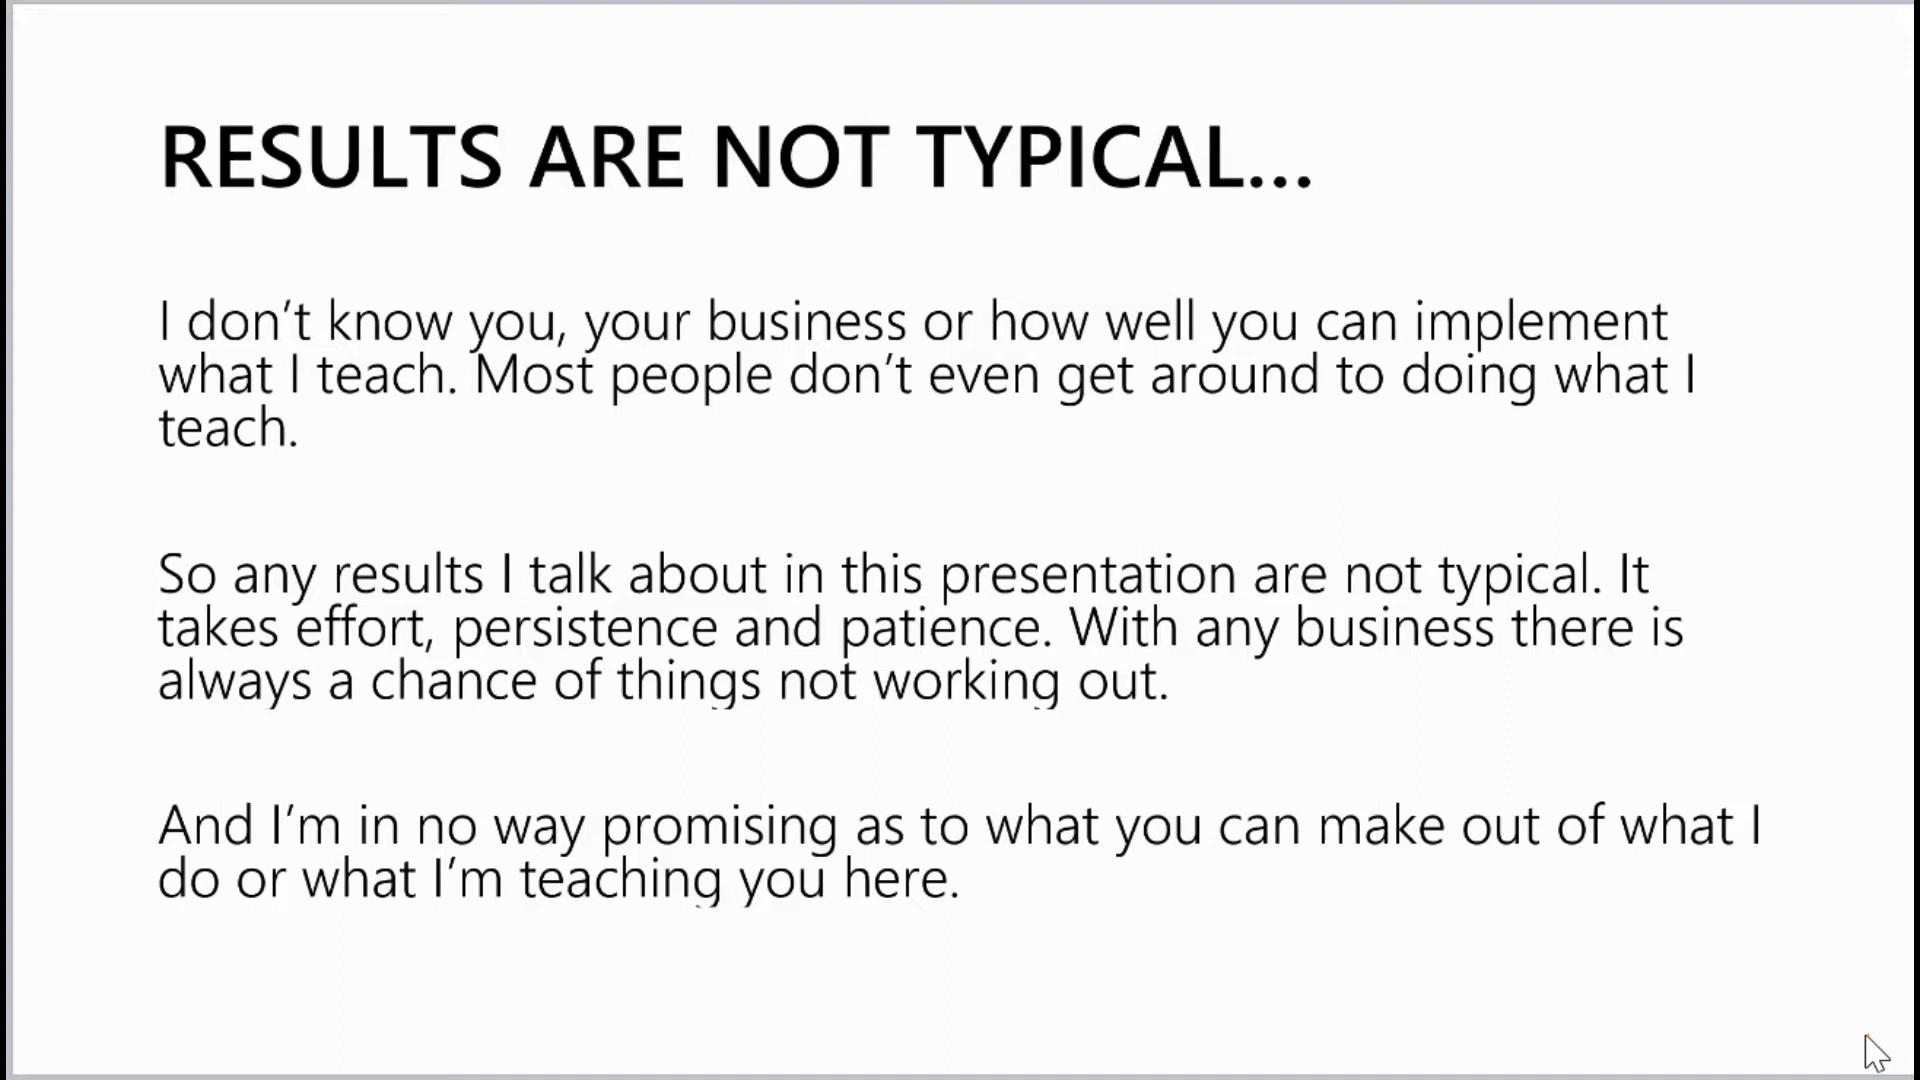 RESULTS ARE NOT TYPICAL...
I don’t know you, your business or how well you can implement
what I teach. Most people don’t even get around to doing what I
teach.
So any results I talk about in this presentation are not typical. It
takes effort, persistence and patience. With any business there is
always a chance of things not working out.
And I’m in no way promising as to what you can make out of what I
do or what I’m teaching you here.